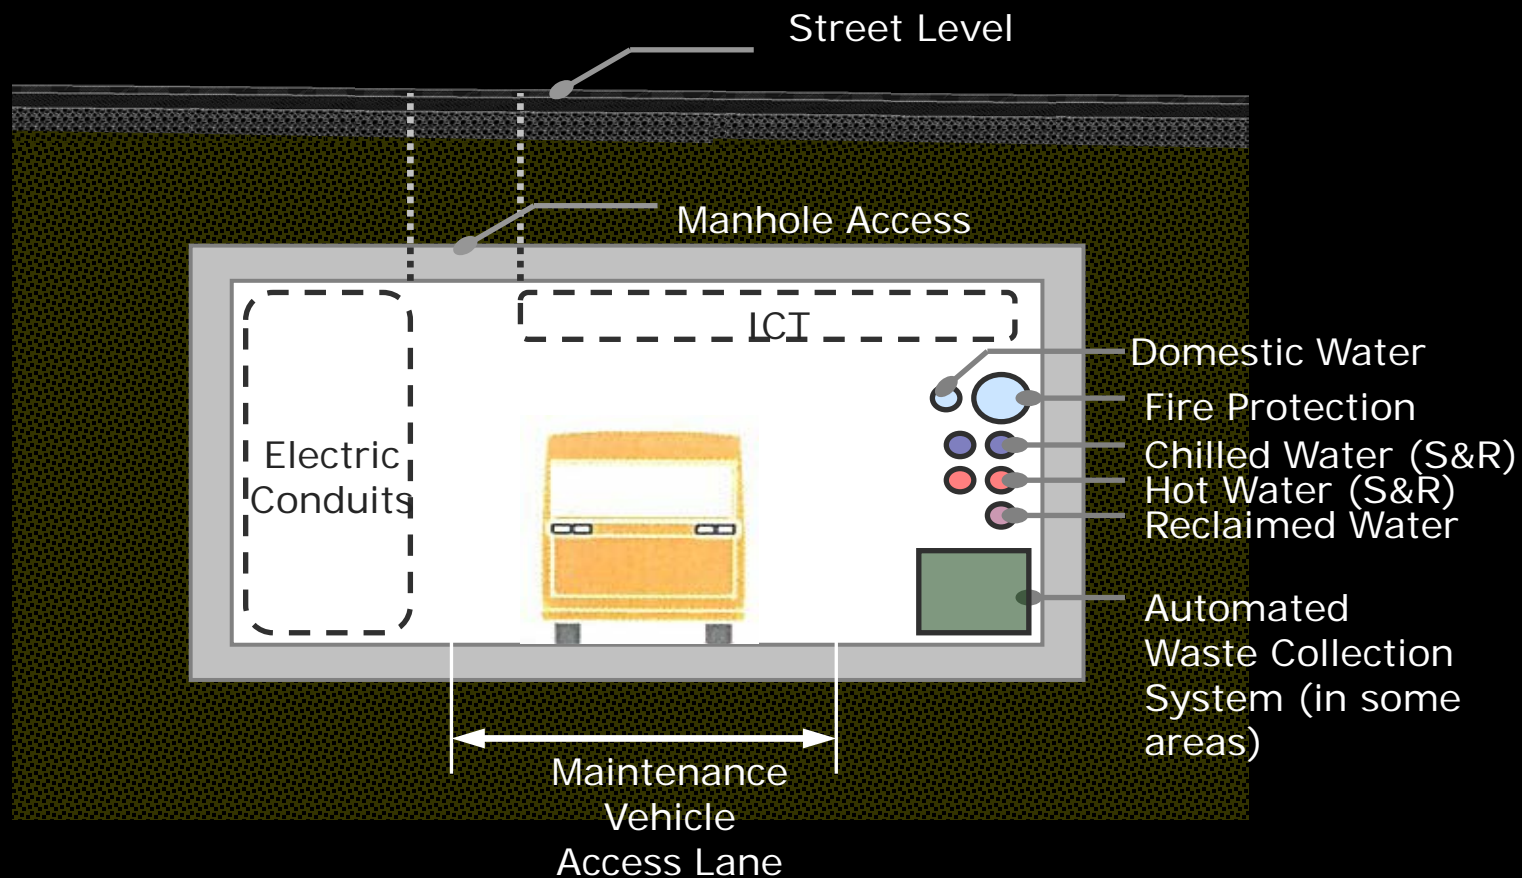 Street Level
Manhole Access
ICT
Domestic Water
Fire Protection
Electric
Conduits
Chilled Water (S&R)
Hot Water (S&R)
Reclaimed Water
Automated
Waste Collection
System (in some
areas)
Maintenance
Vehicle
Access Lane